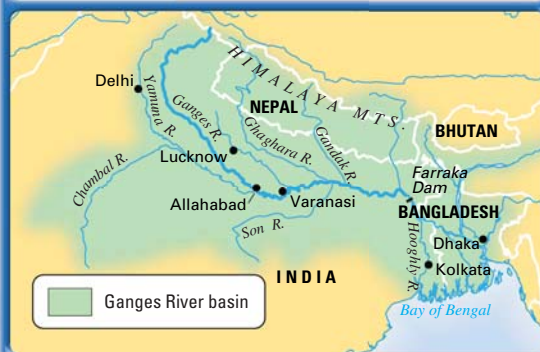 HIMALAYA MTS.
Delhi
Yamuna R.
Ganges R.
NEPAL
Ghaghara R.
Gandak R.
BHUTAN
Chambal R.
Lucknow
Farraka
Dam
Allahabad
Varanasi
BANGLADESH
Son R.
Hooghly R.
Dhaka
Kolkata
INDIA
Ganges River basin
Bay of Bengal